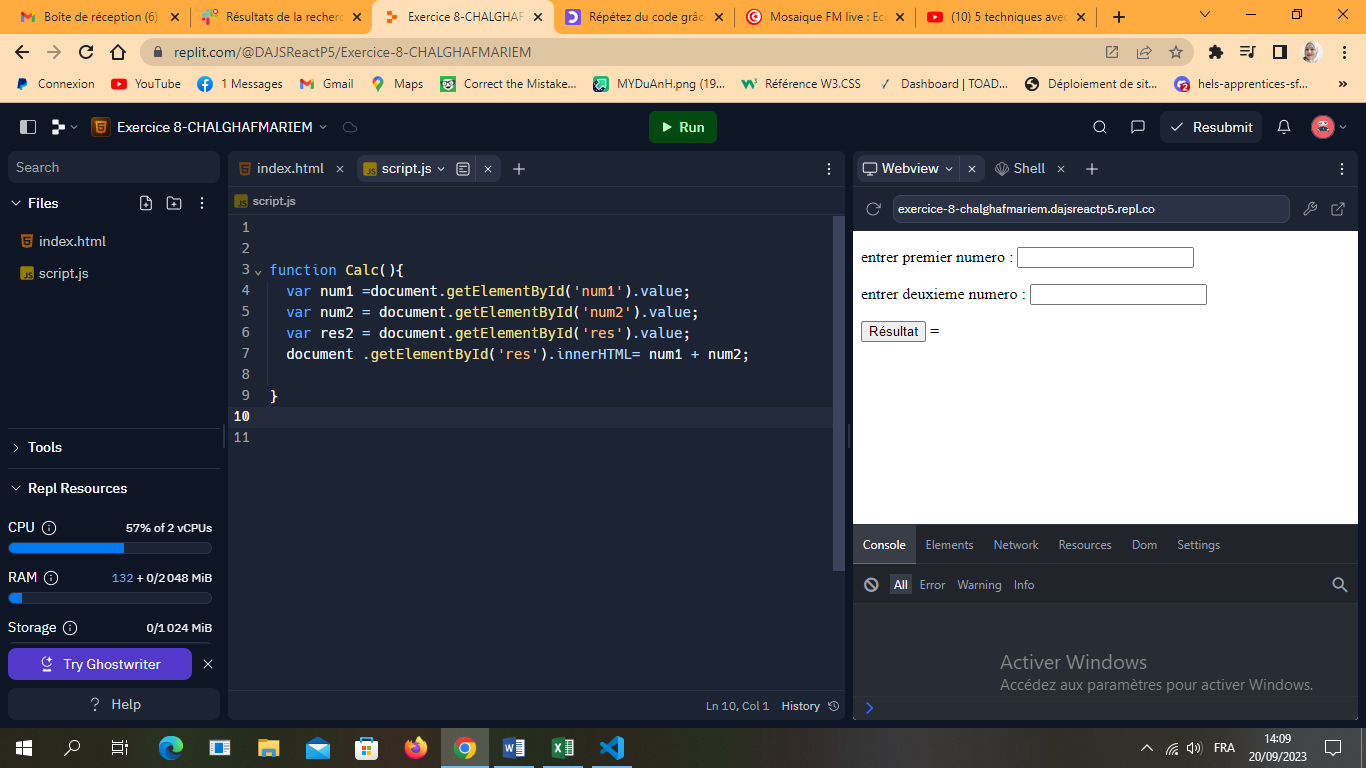 Boîte de réception (6)
Résultats de la recherc
Exercice 8-CHALGHAF
Répétez du code grâc
Mosaique FM live : Ec
(10) 5 techniques avec
replit.com/@DAJSReactP5/Exercice-8-CHALGHAFMARIEM
Connexion
YouTube
1 Messages
Gmail
Maps
Correct the Mistake...
MYDuAnH.png (19...
Référence W3.CSS
Dashboard | TOAD...
Déploiement de sit...
hels-apprentices-sf...
»
Exercice 8-CHALGHAFMARIEM
Run
Resubmit
Search
Files
index.html
script.js
Tools
Repl Resources
CPU
57% of 2 vCPUs
RAM
132 + 0/2 048 MiB
Storage
0/1 024 MiB
Try Ghostwriter
? Help
index.html
script.js
script.js
1
2
3 function Calc(){
4 var num1 =document.getElementById('num1').value;
5 var num2 = document.getElementById('num2').value;
6 var res2 = document.getElementById('res').value;
7 document .getElementById('res').innerHTML= num1 + num2;
8
9 }
10
11
Ln 10, Col 1 History
Webview
Shell
exercice-8-chalghafmariem.dajsreactp5.repl.co
entrer premier numero :
entrer deuxieme numero :
Résultat =
Console Elements Network Resources Dom Settings
All Error Warning Info
Activer Windows
Accédez aux paramètres pour activer Windows.
FRA
14:09
20/09/2023